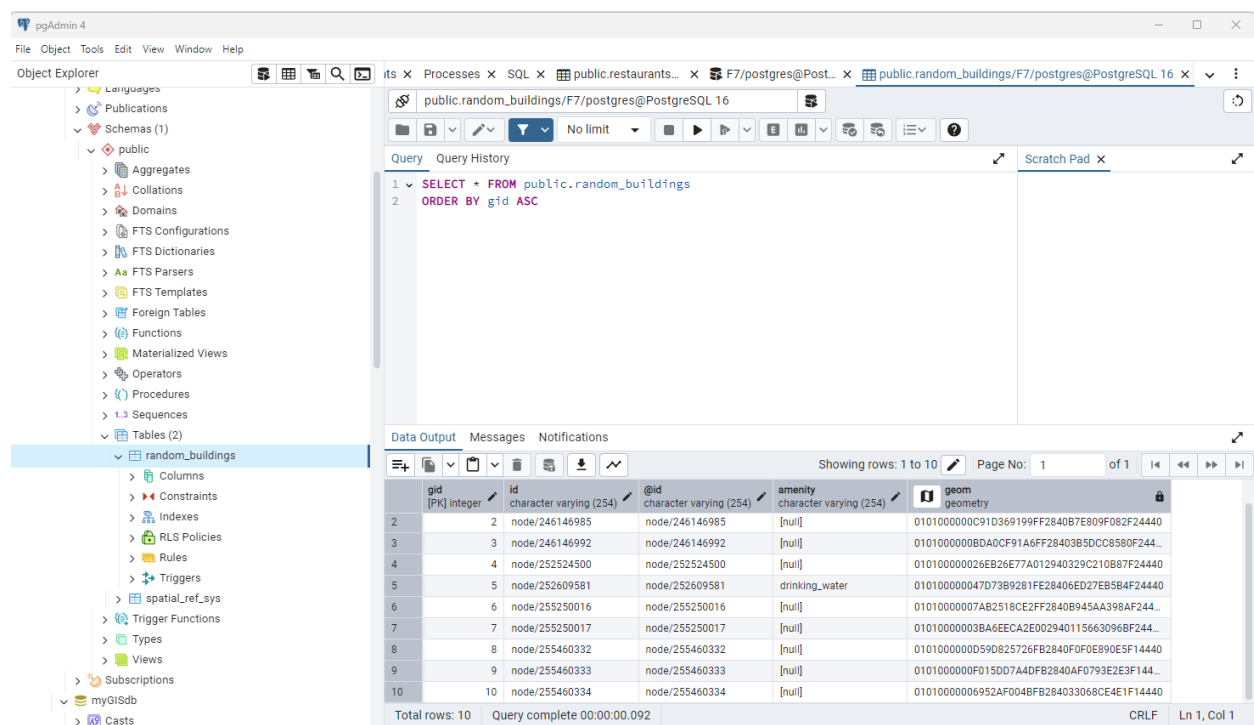 pgAdmin 4
File Object Tools Edit View Window Help
Object Explorer
Languages
Publications
Schemas (1)
public
Aggregates
Collations
Domains
FTS Configurations
FTS Dictionaries
Aa FTS Parsers
FTS Templates
Foreign Tables
Functions
Materialized Views
Operators
Procedures
1..3 Sequences
Tables (2)
random_buildings
Columns
Constraints
Indexes
RLS Policies
Rules
Triggers
spatial_ref_sys
Trigger Functions
Types
Views
Subscriptions
myGISdb
Casts
ts Processes SQL public.restaurants... F7/postgres@Post... public.random_buildings/F7/postgres@PostgreSQL 16
public.random_buildings/F7/postgres@PostgreSQL 16
No limit E
Query Query History
Scratch Pad
1 SELECT * FROM public.random_buildings
2 ORDER BY gid ASC
Data Output Messages Notifications
Showing rows: 1 to 10 Page No: 1 of 1
gid id @id amenity geom
[PK] integer character varying (254) character varying (254) character varying (254) geometry
2 2 node/246146985 node/246146985 [null] 0101000000C91D369199FF2840B7E809F082F24440
3 3 node/246146992 node/246146992 [null] 0101000000BDA0CF91A6FF28403B5DCC8580F244...
4 4 node/252524500 node/252524500 [null] 010100000026EB26E77A012940329C210B87F24440
5 5 node/252609581 node/252609581 drinking_water 010100000047D73B9281FE28406ED27EB5B4F24440
6 6 node/255250016 node/255250016 [null] 01010000007AB2518CE2FF2840B945AA398AF244...
7 7 node/255250017 node/255250017 [null] 01010000003BA6EECA2E002940115663096BF244...
8 8 node/255460332 node/255460332 [null] 0101000000D59D825726FB2840F0F0E890E5F14440
9 9 node/255460333 node/255460333 [null] 0101000000F015DD7A4DFB2840AF0793E2E3F144...
10 10 node/255460334 node/255460334 [null] 01010000006952AF004BFB284033068CE4E1F14440
Total rows: 10 Query complete 00:00:00.092 CRLF Ln 1, Col 1